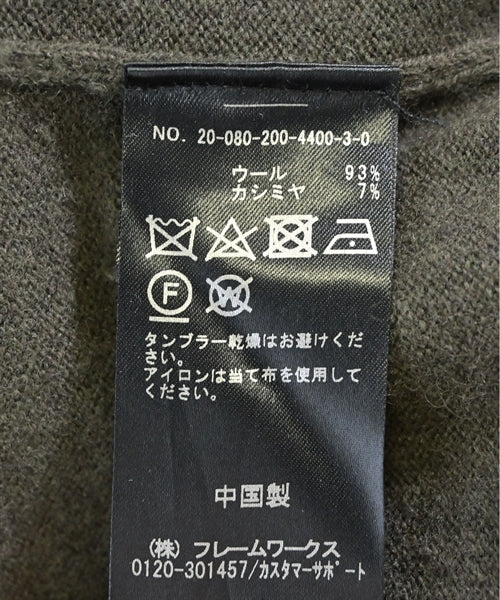 NO. 20-080-200-4400-3-0
ウール 93%
カシミヤ 7%
F W
タンブラー乾燥はお避けくだ
さい。
アイロンは当て布を使用して
ください。
中国製
（株）フレームワークス
0120-301457/カスタマーサポート